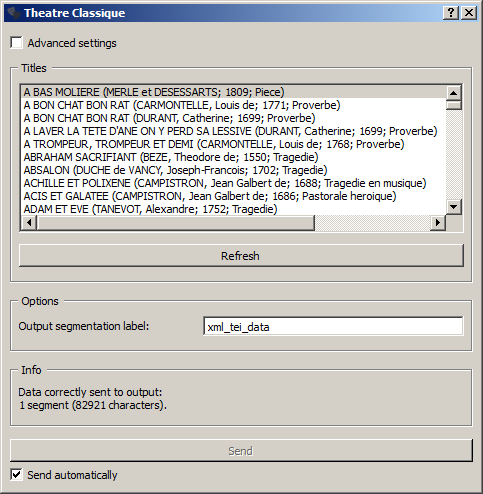 Theatre Classique
Advanced settings
Titles
A BAS MOLIERE (MERLE et DESESSARTS; 1809; Piece)
A BON CHAT BON RAT (CARMONTELLE, Louis de; 1771; Proverbe)
A BON CHAT BON RAT (DURANT, Catherine; 1699; Proverbe)
A LAVER LA TETE D'ANE ON Y PERD SA LESSIVE (DURANT, Catherine; 1699; Proverbe)
A TROMPEUR, TROMPEUR ET DEMI (CARMONTELLE, Louis de; 1768; Proverbe)
ABRAHAM SACRIFIANT (BEZE, Theodore de; 1550; Tragedie)
ABSALON (DUCHE de VANCY, Joseph-Francois; 1702; Tragedie)
ACHILLE ET POLIXENE (CAMPISTRON, Jean Galbert de; 1688; Tragedie en musique)
ACIS ET GALATEE (CAMPISTRON, Jean Galbert de; 1686; Pastorale heroique)
ADAM ET EVE (TANEVOT, Alexandre; 1752; Tragedie)
Refresh
Options
Output segmentation label: xml_tei_data
Info
Data correctly sent to output:
1 segment (82921 characters).
Send
Send automatically